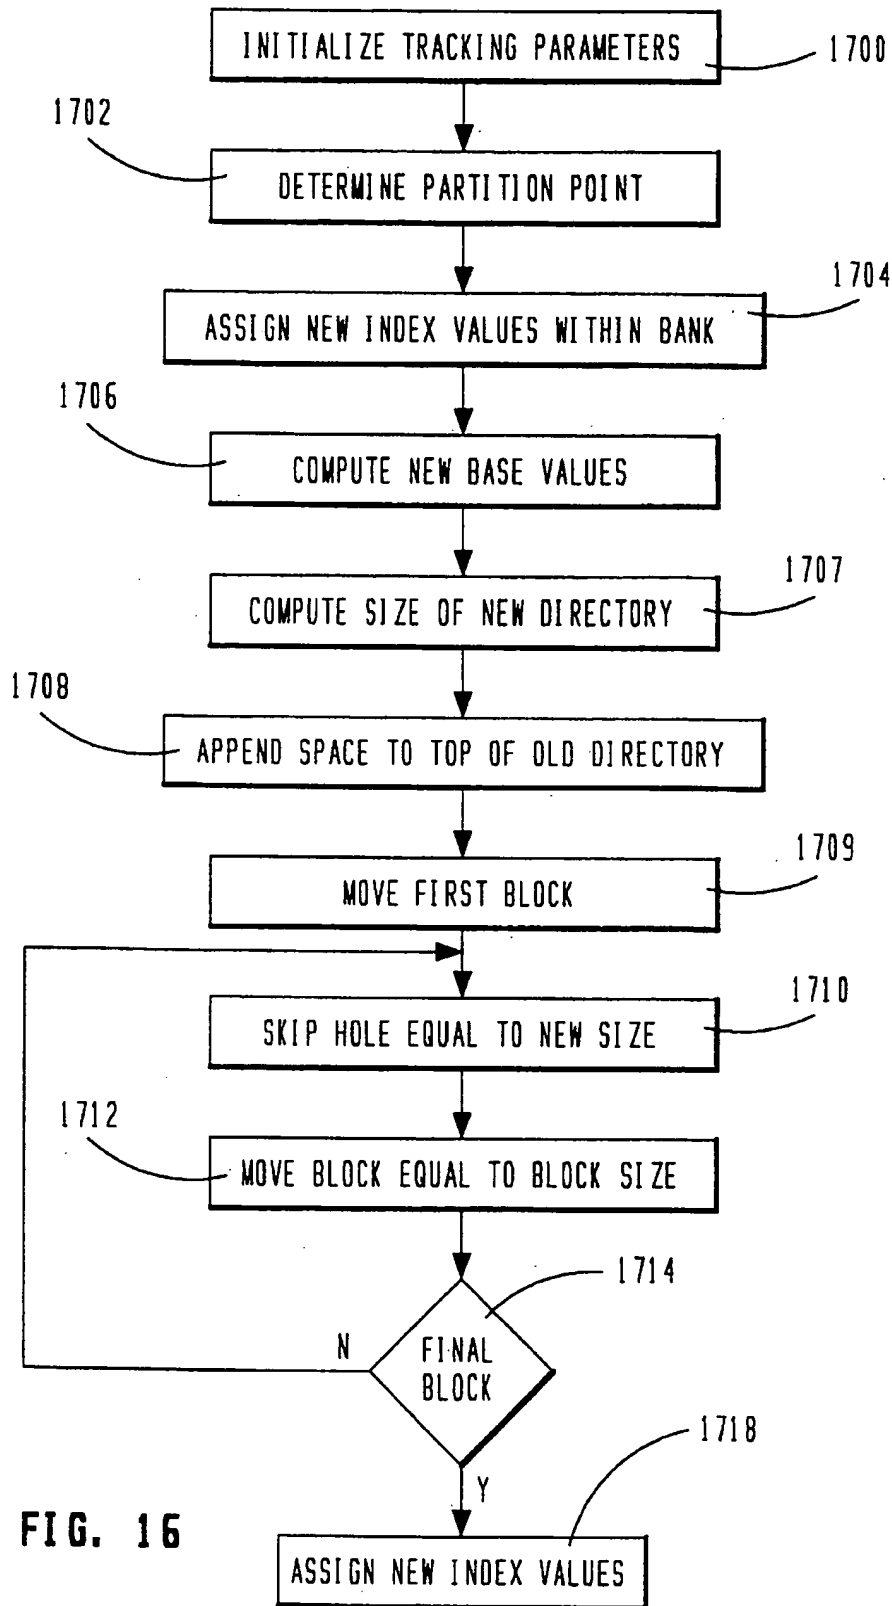 INITIALIZE TRACKING PARAMETERS
1700
1702
DETERMINE PARTITION POINT
1704
ASSIGN NEW INDEX VALUES WITHIN BANK
1706
COMPUTE NEW BASE VALUES
1707
COMPUTE SIZE OF NEW DIRECTORY
1708
APPEND SPACE TO TOP OF OLD DIRECTORY
1709
MOVE FIRST BLOCK
1710
SKIP HOLE EQUAL TO NEW SIZE
1712
MOVE BLOCK EQUAL TO BLOCK SIZE
1714
N
FINAL
BLOCK
1718
Y
FIG. 16
ASSIGN NEW INDEX VALUES